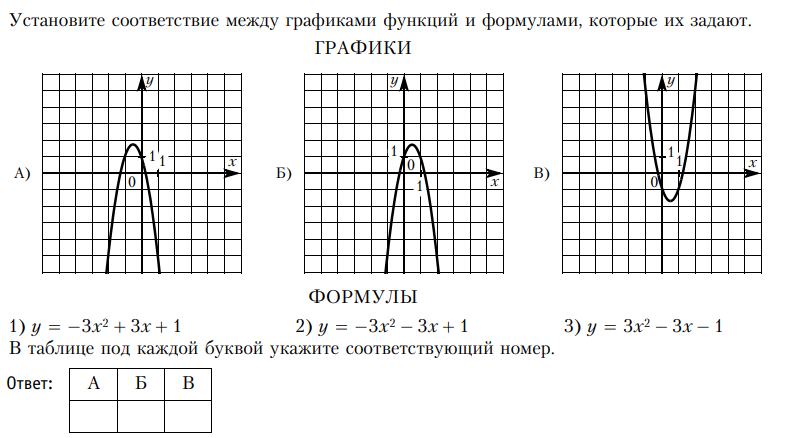 Установите соответствие между графиками функций и формулами, которые их задают.
ГРАФИКИ
А) y 1 1 x 0
Б) y 1 0 1 x
В) y 1 1 x 0
ФОРМУЛЫ
1) y = −3x² + 3x + 1 2) y = −3x² − 3x + 1 3) y = 3x² − 3x − 1
В таблице под каждой буквой укажите соответствующий номер.
Ответ: А Б В